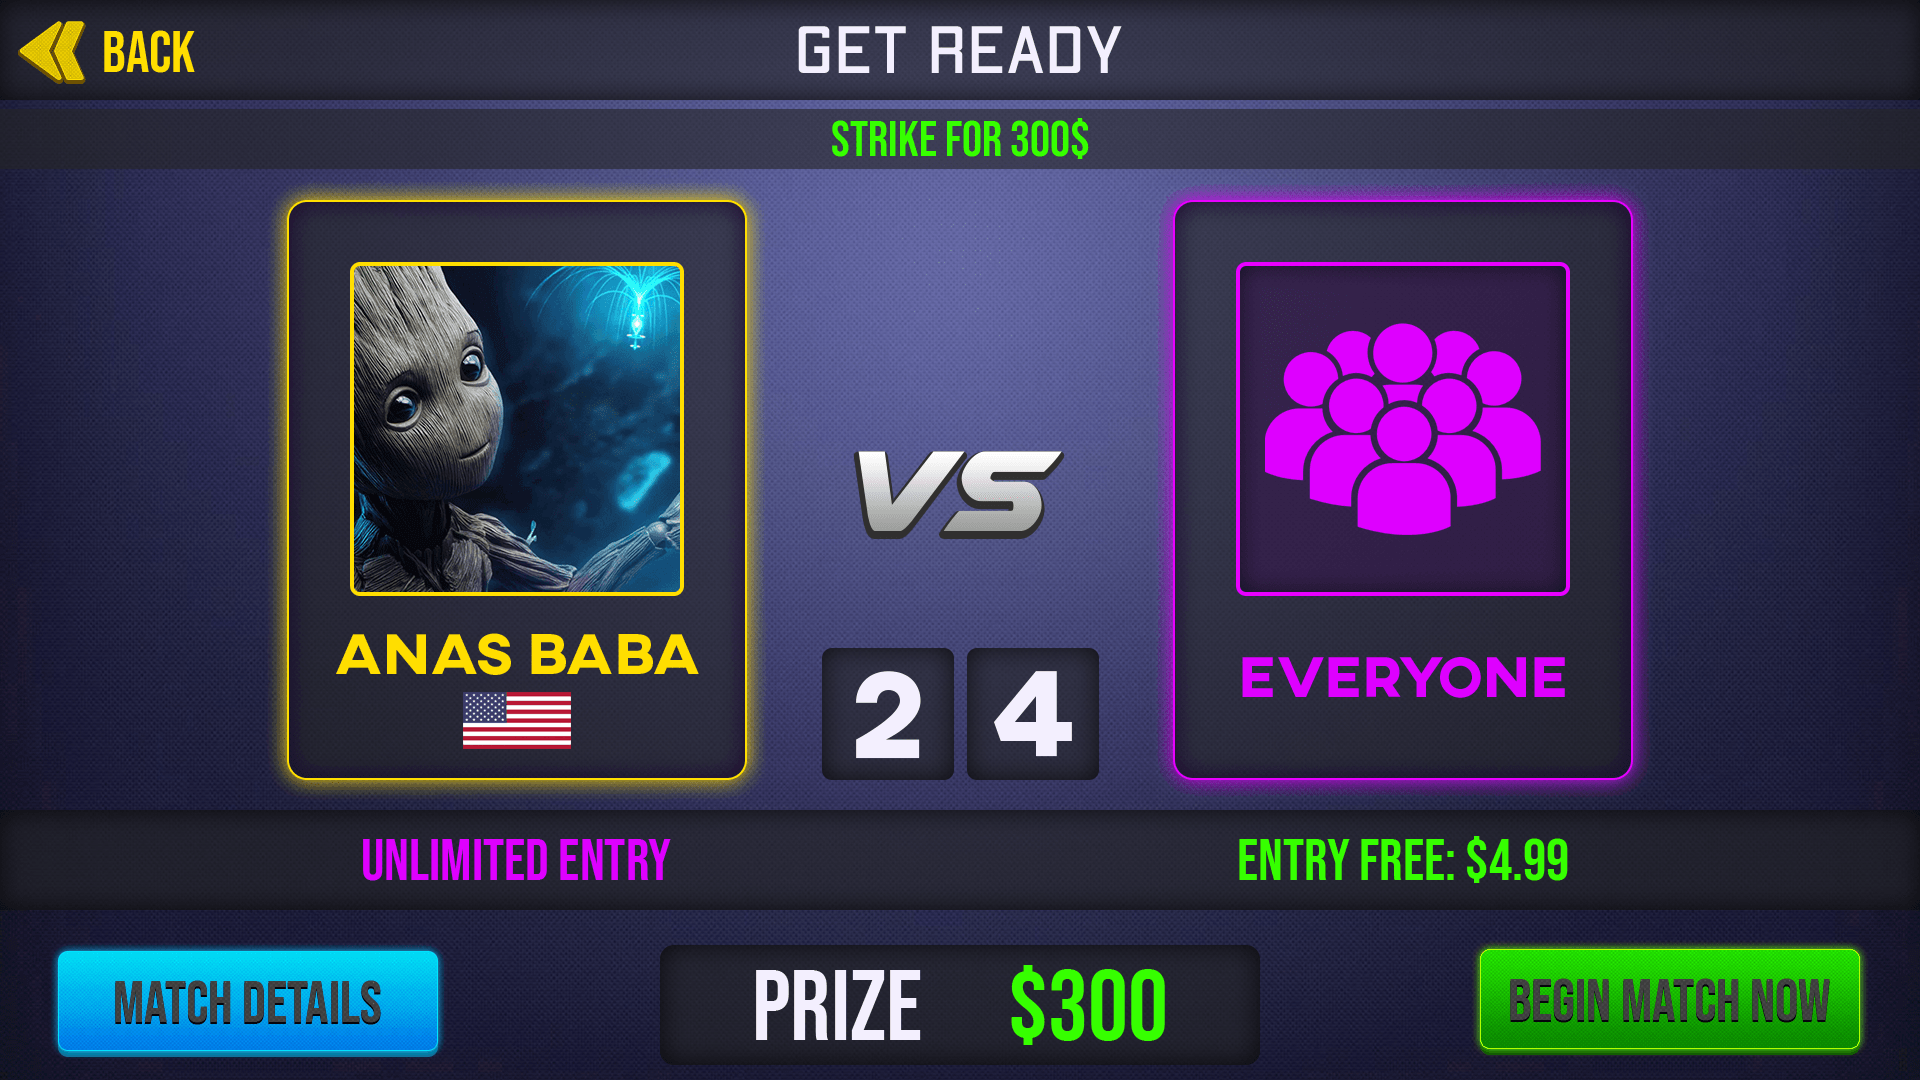 BACK
GET READY
STRIKE FOR 300$
VS
ANAS BABA
EVERYONE
2 4
UNLIMITED ENTRY
ENTRY FREE: $4.99
MATCH DETAILS
PRIZE $300
BEGIN MATCH NOW